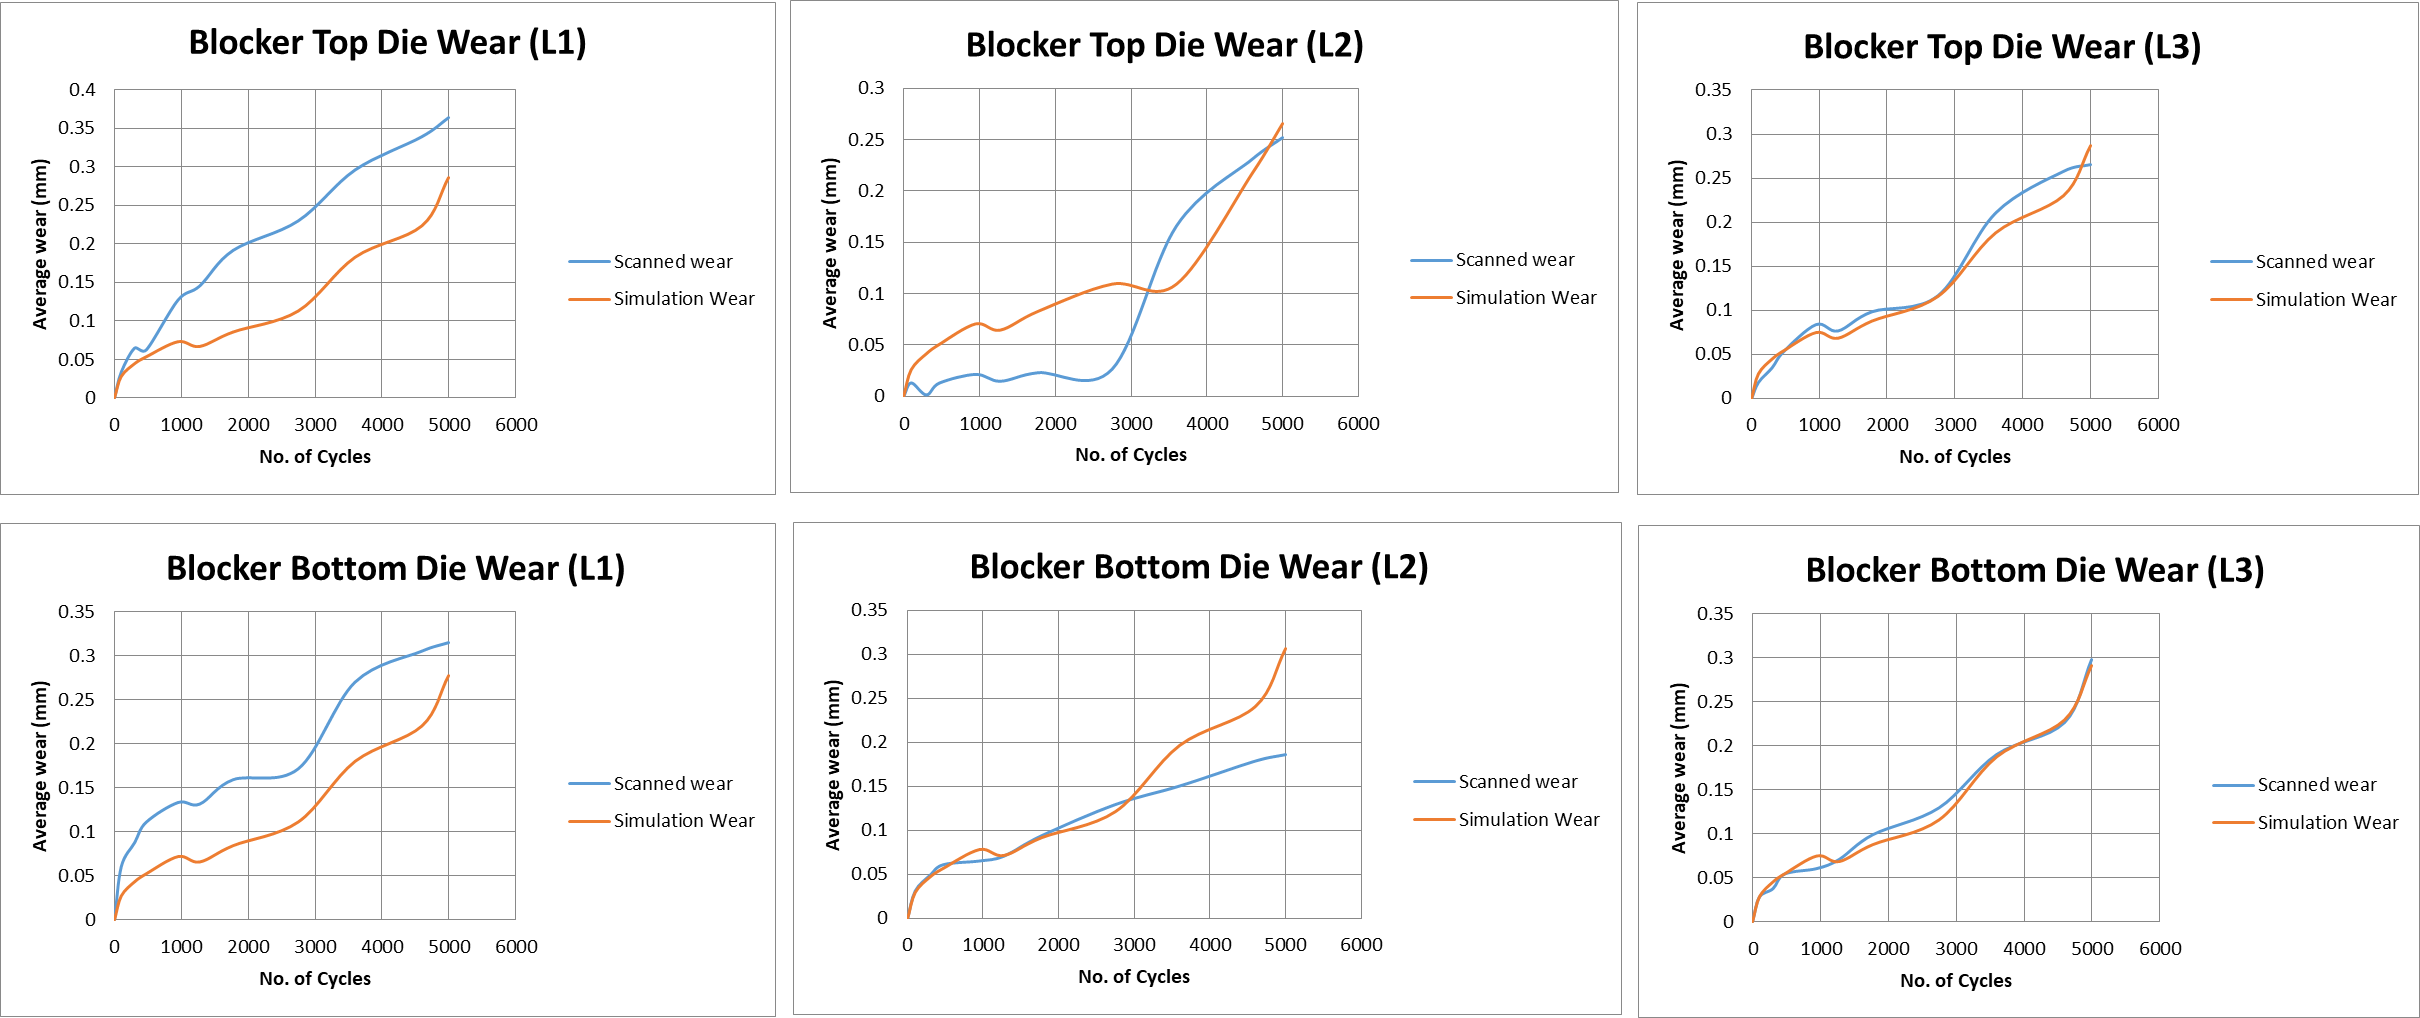 Blocker Top Die Wear (L1)
Average wear (mm)
0.4
0.35
0.3
0.25
0.2
0.15
0.1
0.05
0
0 1000 2000 3000 4000 5000 6000
No. of Cycles
Scanned wear
Simulation Wear
Blocker Top Die Wear (L2)
Average wear (mm)
0.3
0.25
0.2
0.15
0.1
0.05
0
0 1000 2000 3000 4000 5000 6000
No. of Cycles
Scanned wear
Simulation Wear
Blocker Top Die Wear (L3)
Average wear (mm)
0.35
0.3
0.25
0.2
0.15
0.1
0.05
0
0 1000 2000 3000 4000 5000 6000
No. of Cycles
Scanned wear
Simulation Wear
Blocker Bottom Die Wear (L1)
Average wear (mm)
0.35
0.3
0.25
0.2
0.15
0.1
0.05
0
0 1000 2000 3000 4000 5000 6000
No. of Cycles
Scanned wear
Simulation Wear
Blocker Bottom Die Wear (L2)
Average wear (mm)
0.35
0.3
0.25
0.2
0.15
0.1
0.05
0
0 1000 2000 3000 4000 5000 6000
No. of Cycles
Scanned wear
Simulation Wear
Blocker Bottom Die Wear (L3)
Average wear (mm)
0.35
0.3
0.25
0.2
0.15
0.1
0.05
0
0 1000 2000 3000 4000 5000 6000
No. of Cycles
Scanned wear
Simulation Wear